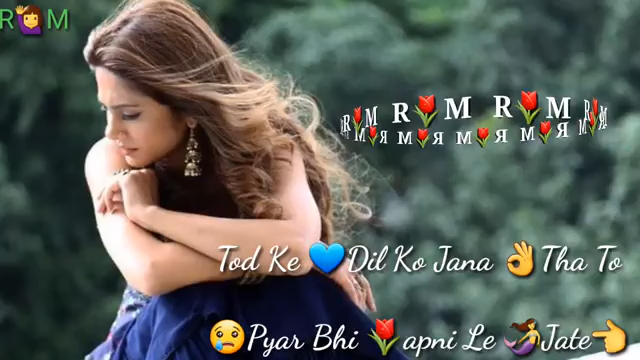 R🙋‍♀️M
R🌷M R🌷M R🌷M R🌷M
M🌷R M🌷R M🌷R M🌷R M🌷R
Tod Ke 💙Dil Ko Jana 👌Tha To
😢Pyar Bhi 🌷apni Le 💃Jate👈